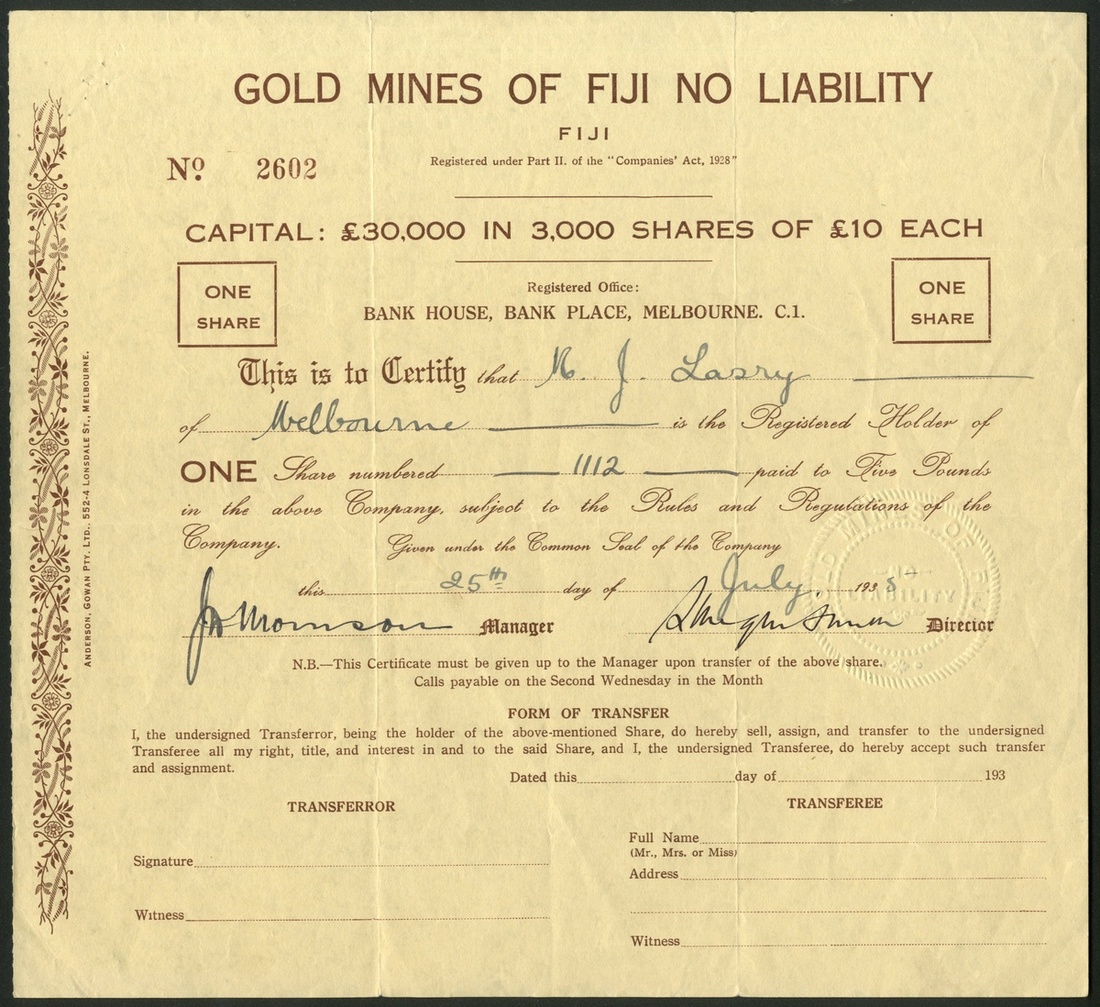 GOLD MINES OF FIJI NO LIABILITY
FIJI
Nº 2602
Registered under Part II. of the "Companies' Act, 1928"
CAPITAL: £30,000 IN 3,000 SHARES OF £10 EACH
ONE SHARE
Registered Office:
ONE SHARE
BANK HOUSE, BANK PLACE, MELBOURNE. C.1.
This is to Certify that J. Lasry
of Melbourne is the Registered Holder of
ONE Share numbered 1112 paid to Five Pounds
in the above Company, subject to the Rules and Regulations of the
Company. Given under the Common Seal of the Company
this 25th day of July, 193
Manager Director
N.B.—This Certificate must be given up to the Manager upon transfer of the above share.
Calls payable on the Second Wednesday in the Month
FORM OF TRANSFER
I, the undersigned Transferror, being the holder of the above-mentioned Share, do hereby sell, assign, and transfer to the undersigned
Transferee all my right, title, and interest in and to the said Share, and I, the undersigned Transferee, do hereby accept such transfer
and assignment.
Dated this day of 193
TRANSFERROR
TRANSFEREE
Signature
Full Name
(Mr., Mrs. or Miss)
Address
Witness
Witness
ANDERSON, GOWAN PTY. LTD., 552-4 LONSDALE ST., MELBOURNE.